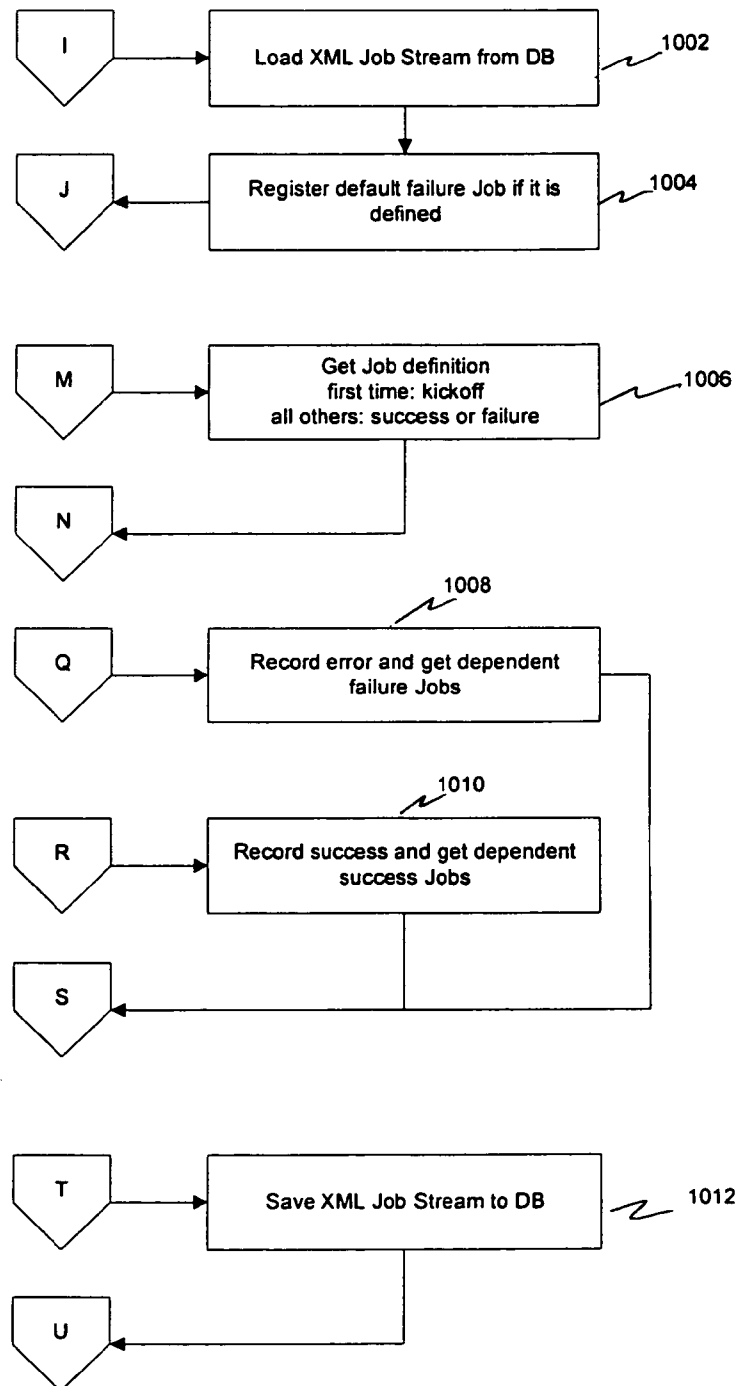 I
Load XML Job Stream from DB
1002
J
Register default failure Job if it is
defined
1004
M
Get Job definition
first time: kickoff
all others: success or failure
1006
N
1008
Q
Record error and get dependent
failure Jobs
1010
R
Record success and get dependent
success Jobs
S
T
Save XML Job Stream to DB
1012
U